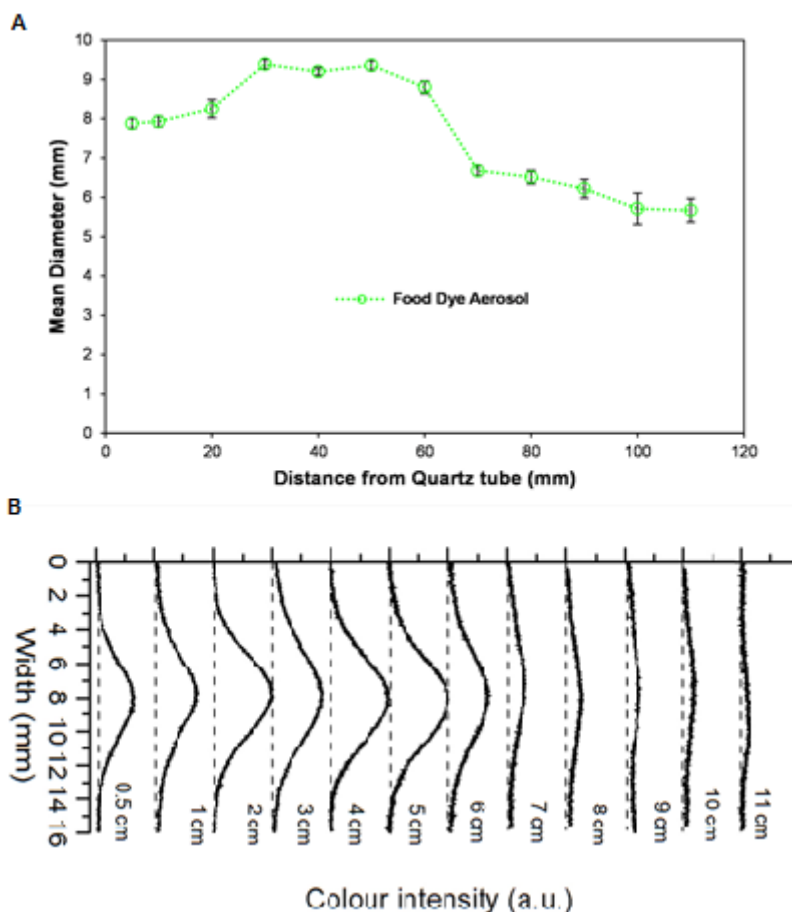 A
10
9
8
7
6
5
4
3
2
1
0
Mean Diameter (mm)
Food Dye Aerosol
0 20 40 60 80 100 120
Distance from Quartz tube (mm)
B
0
2
4
6
8
10
12
14
16
Width (mm)
0.5 cm
1 cm
2 cm
3 cm
4 cm
5 cm
6 cm
7 cm
8 cm
9 cm
10 cm
11 cm
Colour intensity (a.u.)